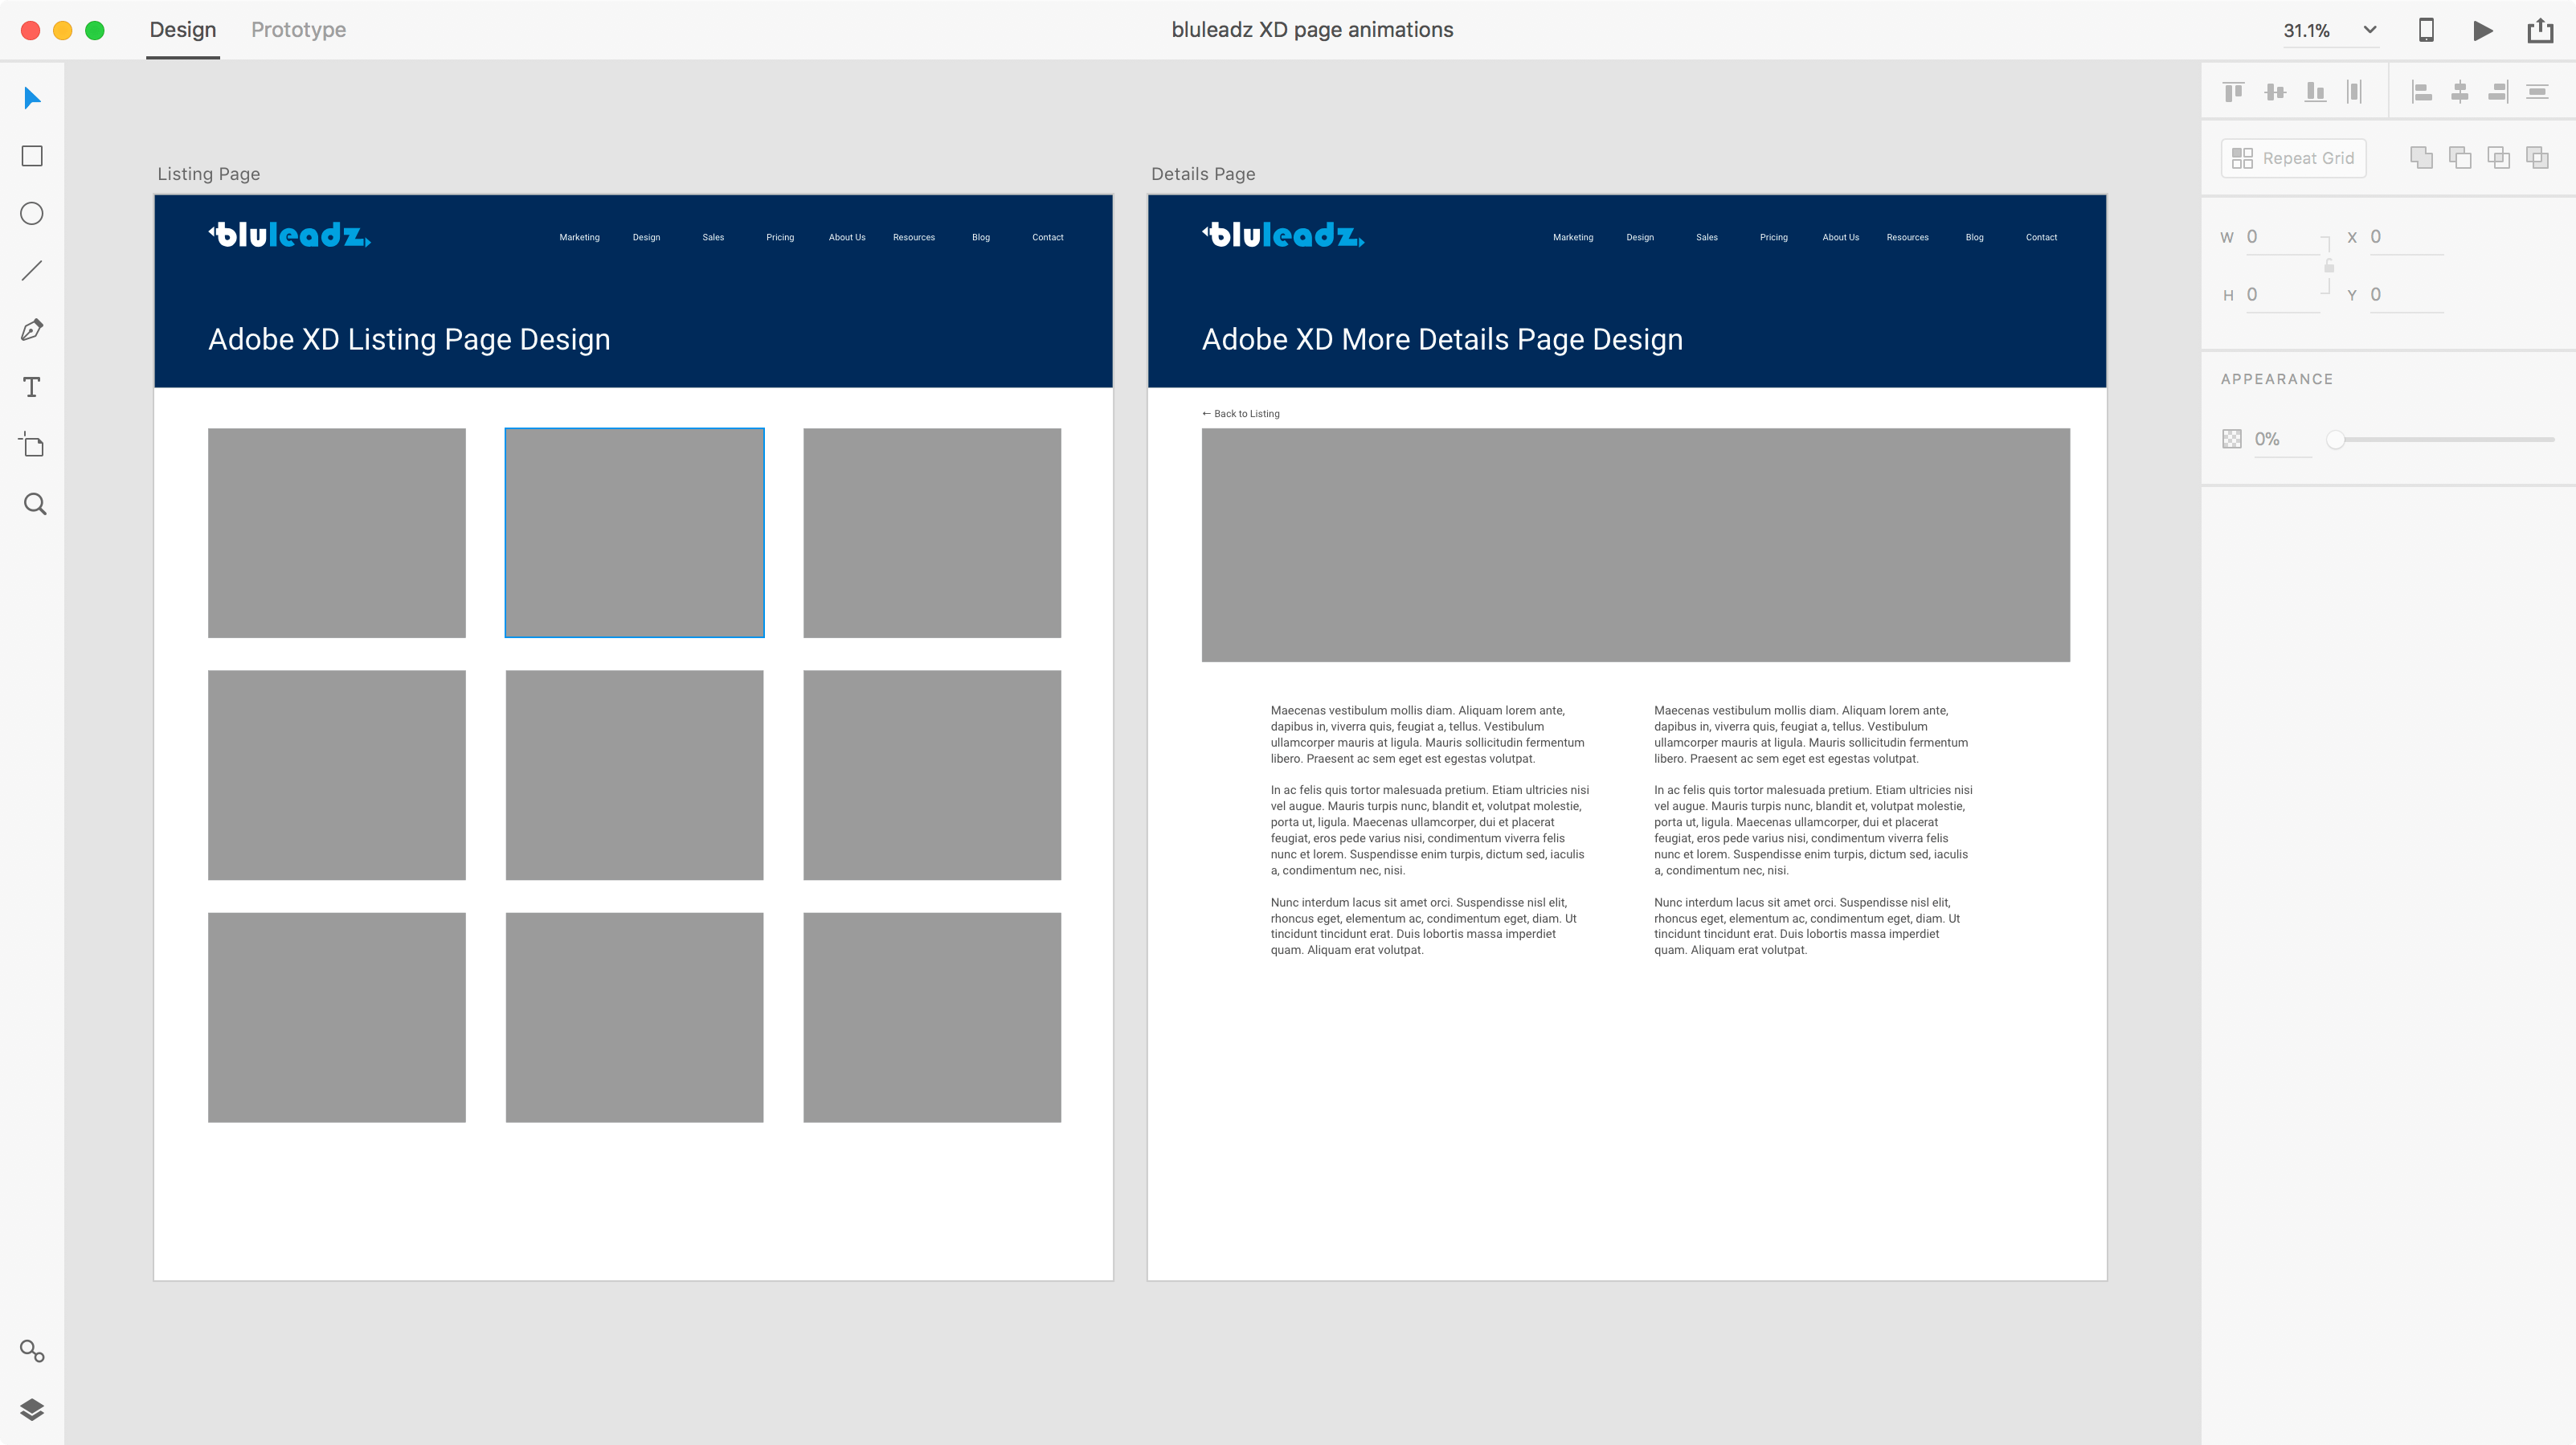 Design Prototype bluleadz XD page animations 31.1%
Repeat Grid
W 0 X 0
H 0 Y 0
APPEARANCE
0%
Listing Page
bluleadz Marketing Design Sales Pricing About Us Resources Blog Contact
Adobe XD Listing Page Design
Details Page
bluleadz Marketing Design Sales Pricing About Us Resources Blog Contact
Adobe XD More Details Page Design
← Back to Listing
Maecenas vestibulum mollis diam. Aliquam lorem ante,
dapibus in, viverra quis, feugiat a, tellus. Vestibulum
ullamcorper mauris at ligula. Mauris sollicitudin fermentum
libero. Praesent ac sem eget est egestas volutpat.
In ac felis quis tortor malesuada pretium. Etiam ultricies nisi
vel augue. Mauris turpis nunc, blandit et, volutpat molestie,
porta ut, ligula. Maecenas ullamcorper, dui et placerat
feugiat, eros pede varius nisi, condimentum viverra felis
nunc et lorem. Suspendisse enim turpis, dictum sed, iaculis
a, condimentum nec, nisi.
Nunc interdum lacus sit amet orci. Suspendisse nisl elit,
rhoncus eget, elementum ac, condimentum eget, diam. Ut
tincidunt tincidunt erat. Duis lobortis massa imperdiet
quam. Aliquam erat volutpat.
Maecenas vestibulum mollis diam. Aliquam lorem ante,
dapibus in, viverra quis, feugiat a, tellus. Vestibulum
ullamcorper mauris at ligula. Mauris sollicitudin fermentum
libero. Praesent ac sem eget est egestas volutpat.
In ac felis quis tortor malesuada pretium. Etiam ultricies nisi
vel augue. Mauris turpis nunc, blandit et, volutpat molestie,
porta ut, ligula. Maecenas ullamcorper, dui et placerat
feugiat, eros pede varius nisi, condimentum viverra felis
nunc et lorem. Suspendisse enim turpis, dictum sed, iaculis
a, condimentum nec, nisi.
Nunc interdum lacus sit amet orci. Suspendisse nisl elit,
rhoncus eget, elementum ac, condimentum eget, diam. Ut
tincidunt tincidunt erat. Duis lobortis massa imperdiet
quam. Aliquam erat volutpat.